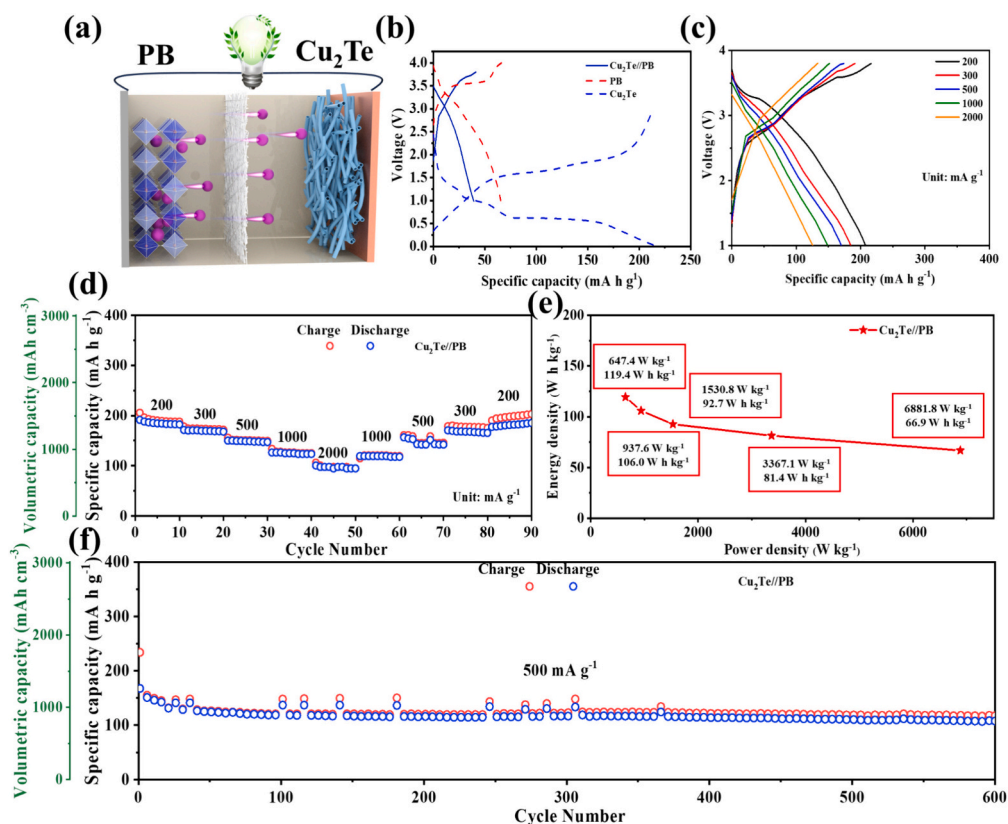 (a)
PB
Cu₂Te
(b)
Voltage (V)
4.0
3.5
3.0
2.5
2.0
1.5
1.0
0.5
0.0
Cu₂Te//PB
PB
Cu₂Te
0 50 100 150 200 250
Specific capacity (mA h g¹)
(c)
Voltage (V)
4
3
2
1
200
300
500
1000
2000
Unit: mA g¹
0 100 200 300 400
Specific capacity (mA h g¹)
(d)
Volumetric capacity (mAh cm⁻³)
3000
2000
1000
0
Specific capacity (mA h g⁻¹)
400
300
200
100
0
Charge Discharge
Cu₂Te//PB
200
300
500
1000
2000
1000
500
300
200
Unit: mA g⁻¹
0 10 20 30 40 50 60 70 80 90
Cycle Number
(e)
Energy density (W h kg⁻¹)
200
150
100
50
0
Cu₂Te//PB
647.4 W kg⁻¹
119.4 W h kg⁻¹
937.6 W kg⁻¹
106.0 W h kg⁻¹
1530.8 W kg⁻¹
92.7 W h kg⁻¹
3367.1 W kg⁻¹
81.4 W h kg⁻¹
6881.8 W kg⁻¹
66.9 W h kg⁻¹
0 2000 4000 6000
Power density (W kg⁻¹)
(f)
Volumetric capacity (mAh cm⁻³)
3000
2000
1000
0
Specific capacity (mA h g⁻¹)
400
300
200
100
0
Charge Discharge
Cu₂Te//PB
500 mA g⁻¹
0 100 200 300 400 500 600
Cycle Number